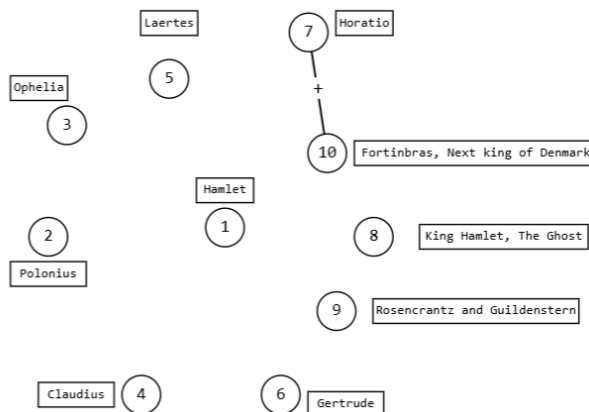 Laertes
7
Horatio
5
Ophelia
3
+
10
Fortinbras, Next king of Denmark
Hamlet
1
2
8
King Hamlet, The Ghost
Polonius
9
Rosencrantz and Guildenstern
Claudius
4
6
Gertrude